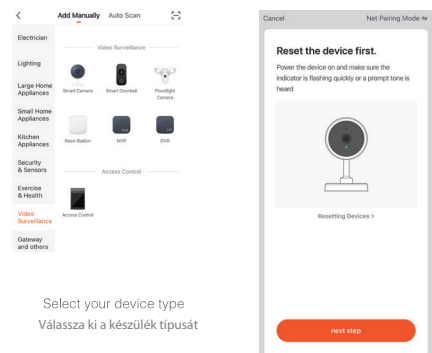 Add Manually Auto Scan
Electrician
Lighting
Large Home
Appliances
Small Home
Appliances
Kitchen
Appliances
Security
& Sensors
Exercise
& Health
Video
Surveillance
Gateway
and others
Video Surveillance
Smart Camera Smart Doorbell Floodlight
Camera
Base Station NVR DVR
Access Control
Access Control
Select your device type
Válassza ki a készülék típusát
Cancel Net Pairing Mode
Reset the device first.
Power the device on and make sure the
indicator is flashing quickly or a prompt tone is
heard
Resetting Devices >
next step